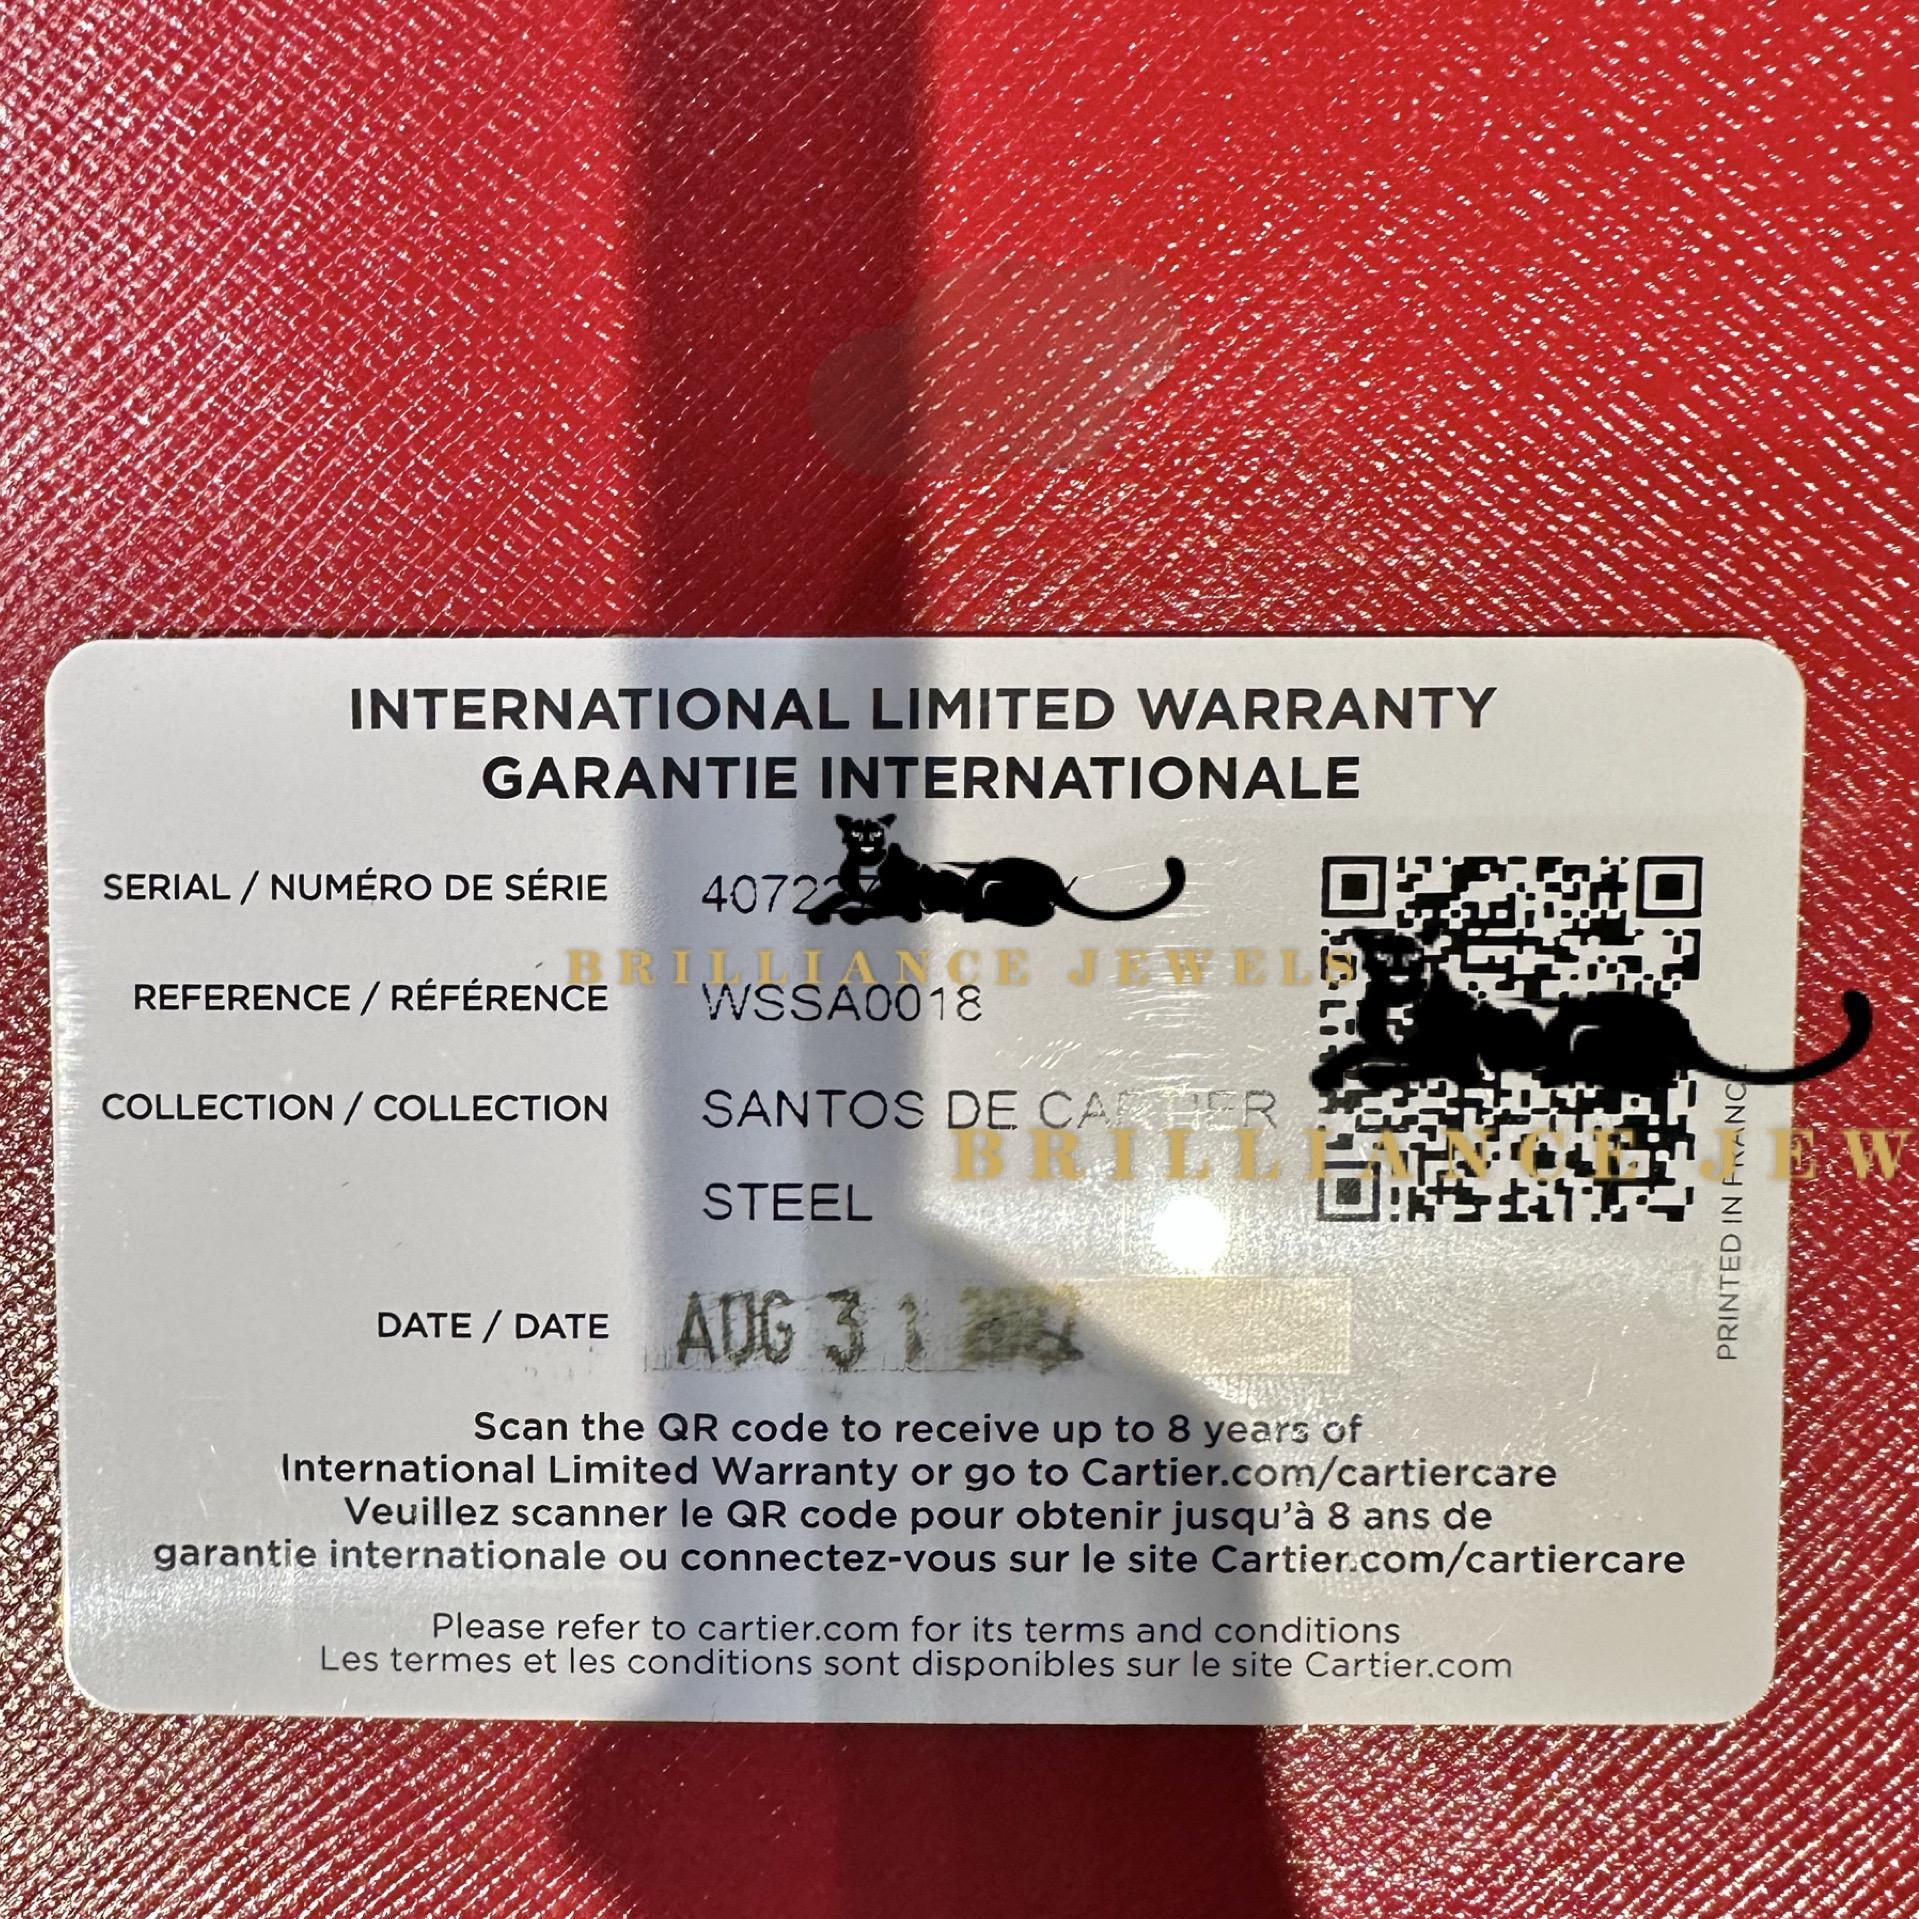 INTERNATIONAL LIMITED WARRANTY
GARANTIE INTERNATIONALE
SERIAL / NUMÉRO DE SÉRIE
BRILLIANCE JEWELS
REFERENCE / RÉFÉRENCE WSSA0018
COLLECTION / COLLECTION SANTOS DE CARTIER
BRILLIANCE JEW
STEEL
PRINTED IN FRANCE
DATE / DATE AUG 31
Scan the QR code to receive up to 8 years of
International Limited Warranty or go to Cartier.com/cartiercare
Veuillez scanner le QR code pour obtenir jusqu'à 8 ans de
garantie internationale ou connectez-vous sur le site Cartier.com/cartiercare
Please refer to cartier.com for its terms and conditions
Les termes et les conditions sont disponibles sur le site Cartier.com